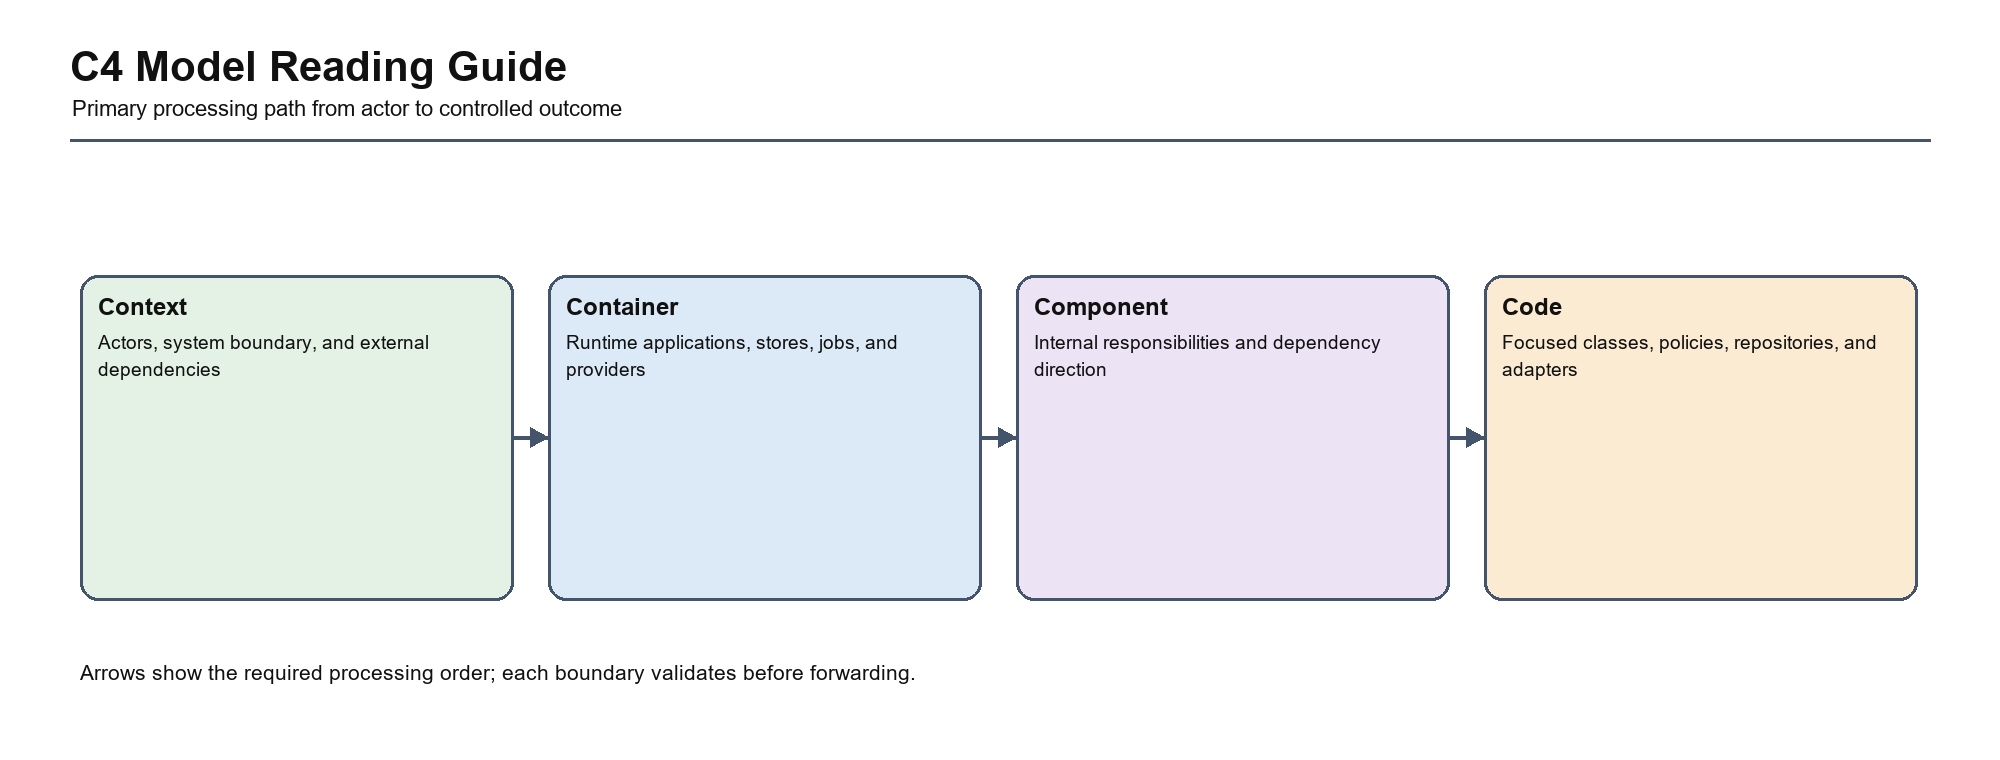 C4 Model Reading Guide
Primary processing path from actor to controlled outcome
Context
Actors, system boundary, and external
dependencies
Container
Runtime applications, stores, jobs, and
providers
Component
Internal responsibilities and dependency
direction
Code
Focused classes, policies, repositories, and
adapters
Arrows show the required processing order; each boundary validates before forwarding.